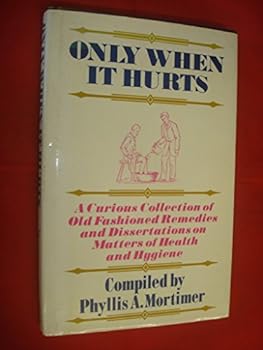 ONLY WHEN
IT HURTS
A Curious Collection of
Old Fashioned Remedies
and Dissertations on
Matters of Health
and Hygiene
Compiled by
Phyllis A. Mortimer